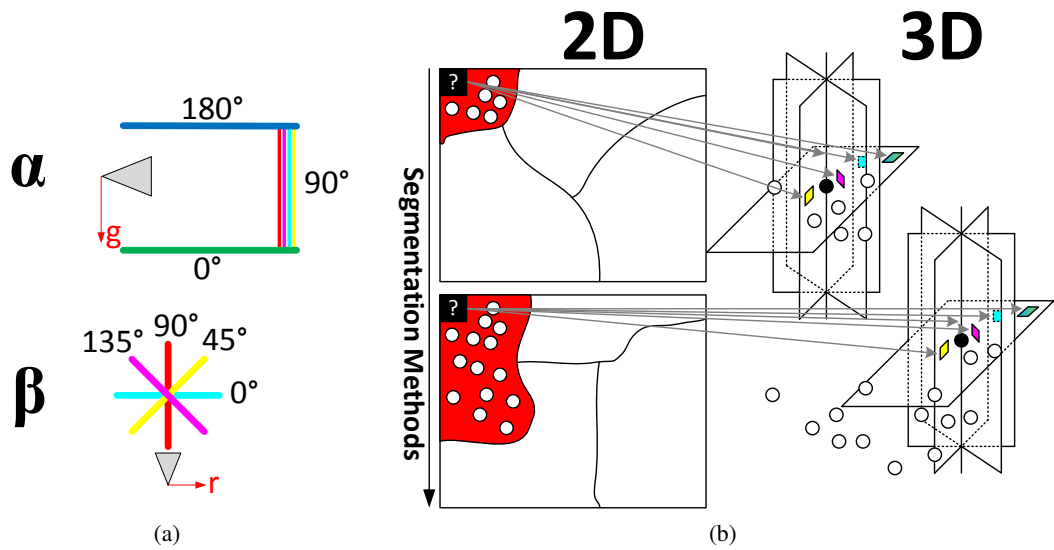 2D
3D
180°
α
90°
g
0°
90°
135°
45°
0°
β
r
?
?
Segmentation Methods
(a)
(b)